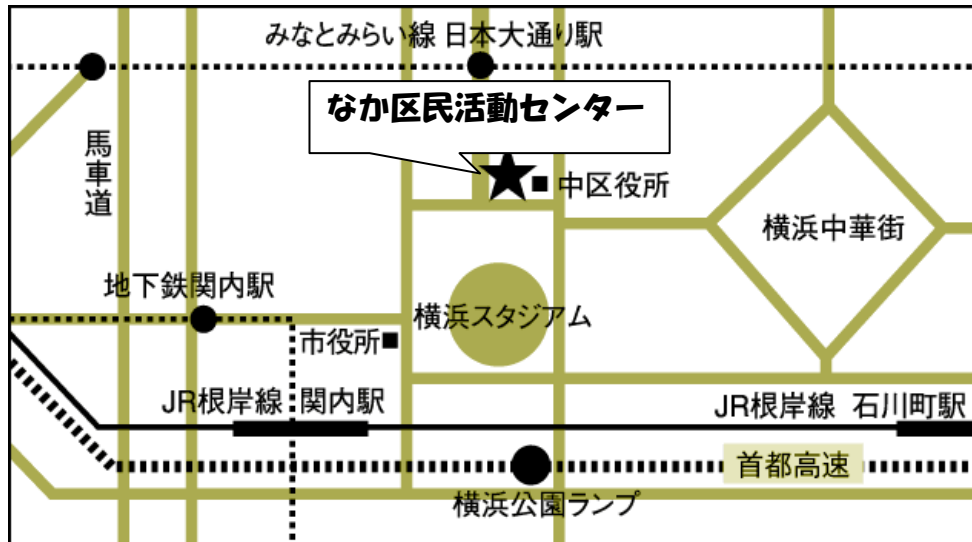 みなとみらい線 日本大通り駅
なか区民活動センター
馬車道
中区役所
横浜中華街
地下鉄関内駅
横浜スタジアム
市役所
JR根岸線 関内駅
JR根岸線 石川町駅
首都高速
横浜公園ランプ